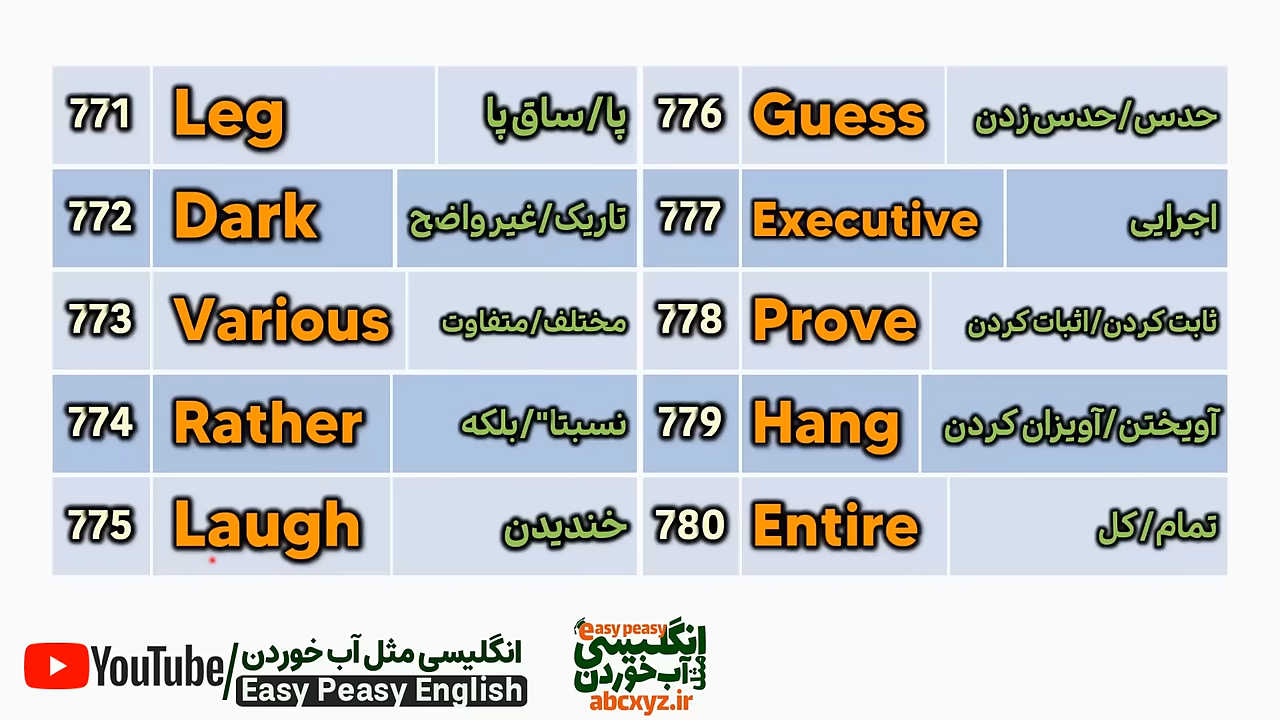 771 Leg پا/ساق‌پا
772 Dark تاریک/غیرواضح
773 Various مختلف/متفاوت
774 Rather نسبتا"/بلکه
775 Laugh خندیدن
776 Guess حدس/حدس‌زدن
777 Executive اجرایی
778 Prove ثابت‌کردن/اثبات‌کردن
779 Hang آویختن/آویزان‌کردن
780 Entire تمام/کل
YouTube/انگلیسی مثل آب خوردن
Easy Peasy English
easy peasy
انگلیسی
مثل آب خوردن
abcxyz.ir